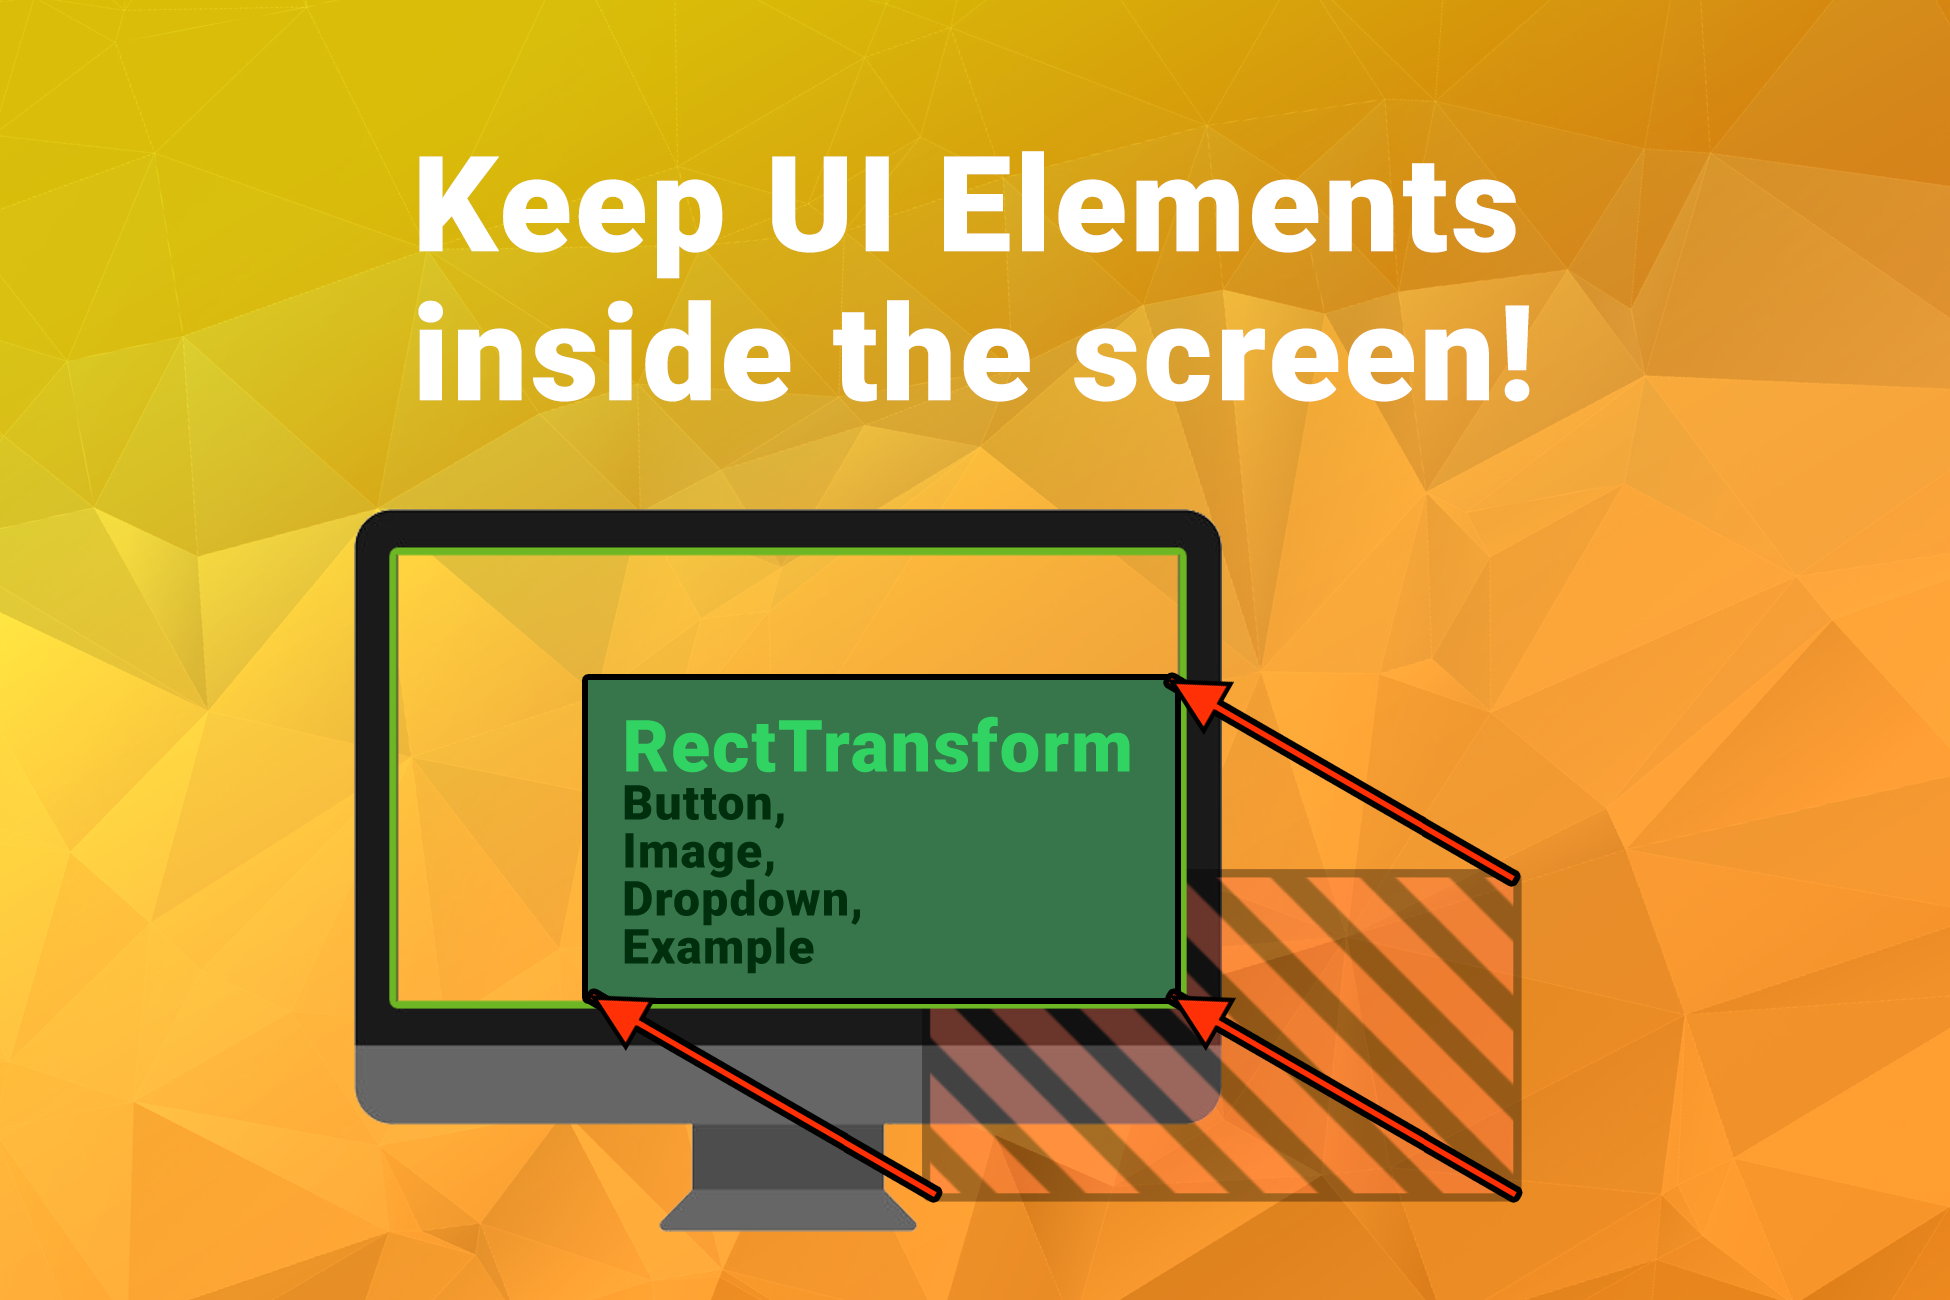 Keep UI Elements
inside the screen!
RectTransform
Button,
Image,
Dropdown,
Example